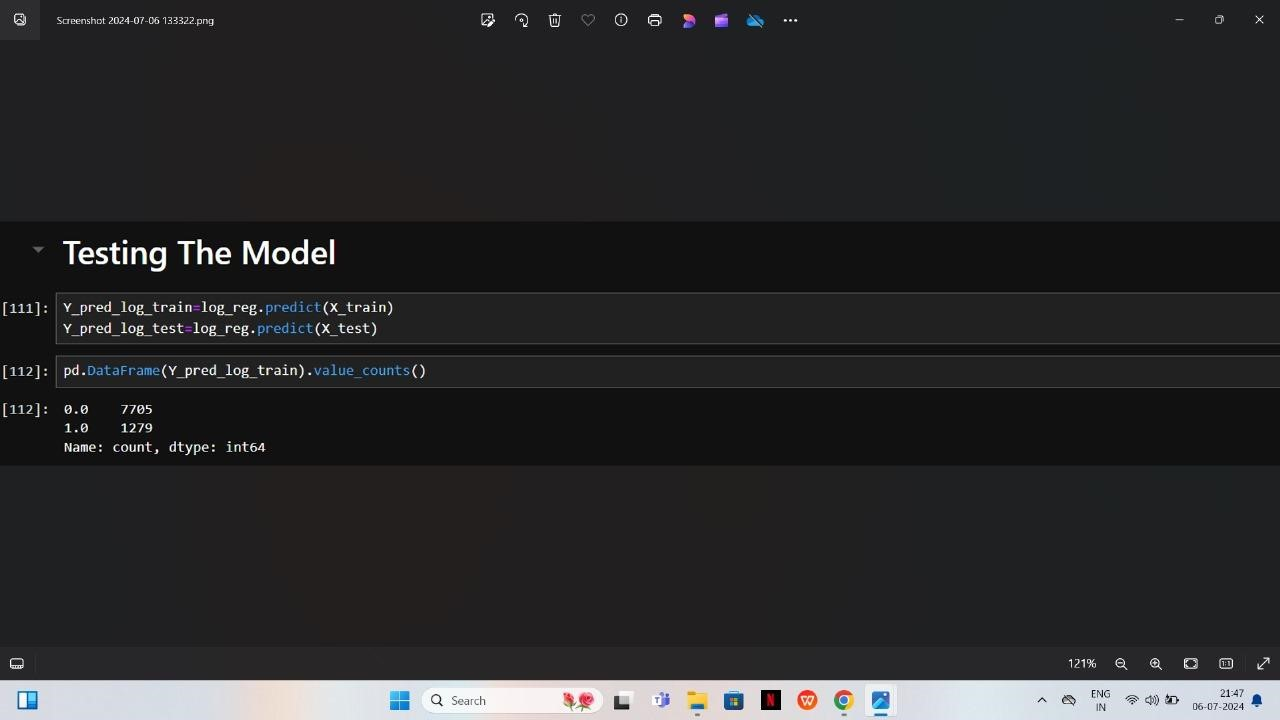 Screenshot 2024-07-06 133322.png
Testing The Model
[111]: Y_pred_log_train=log_reg.predict(X_train)
Y_pred_log_test=log_reg.predict(X_test)
[112]: pd.DataFrame(Y_pred_log_train).value_counts()
[112]: 0.0    7705
1.0    1279
Name: count, dtype: int64
121%
1:1
Search
N
W
ENG
IN
21:47
06-07-2024